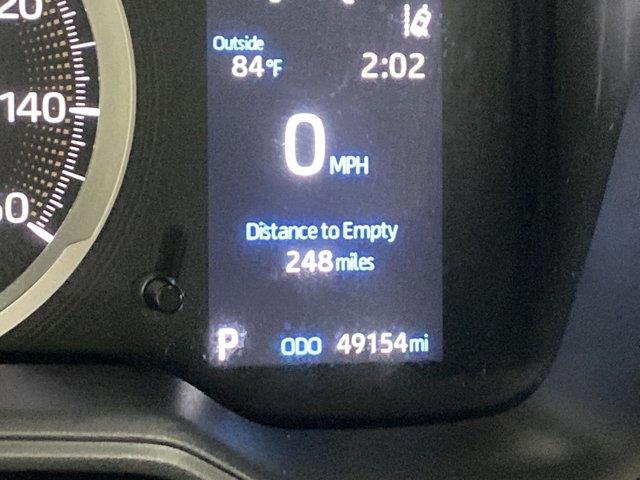 140
Outside
84°F 2:02
0 MPH
Distance to Empty
248 miles
P ODO 49154 mi